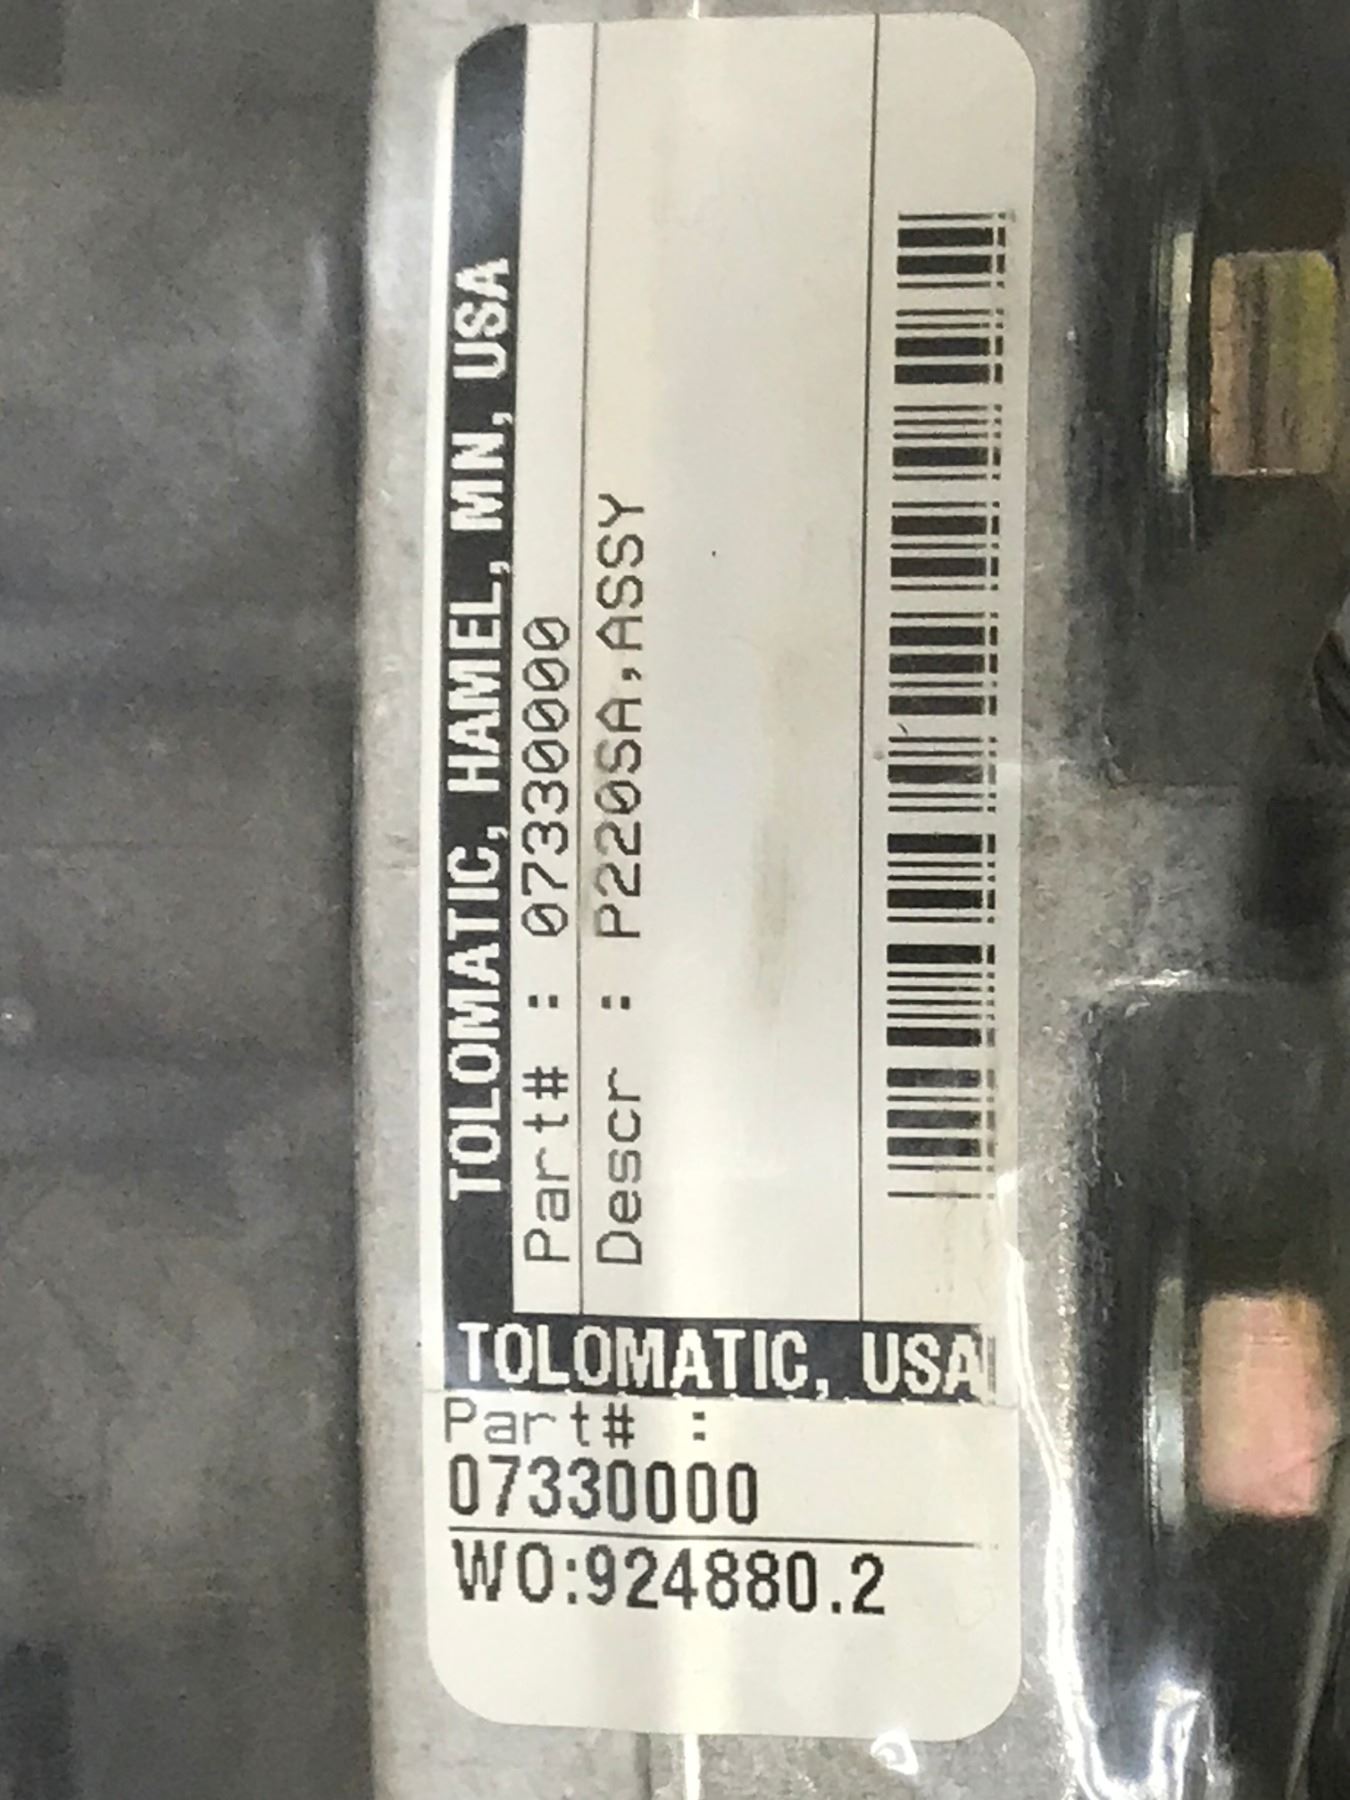 TOLOMATIC, HAMEL, MN, USA
Part# : 07330000
Descr : P220SA,ASSY
TOLOMATIC, USA
Part# :
07330000
WO:924880.2